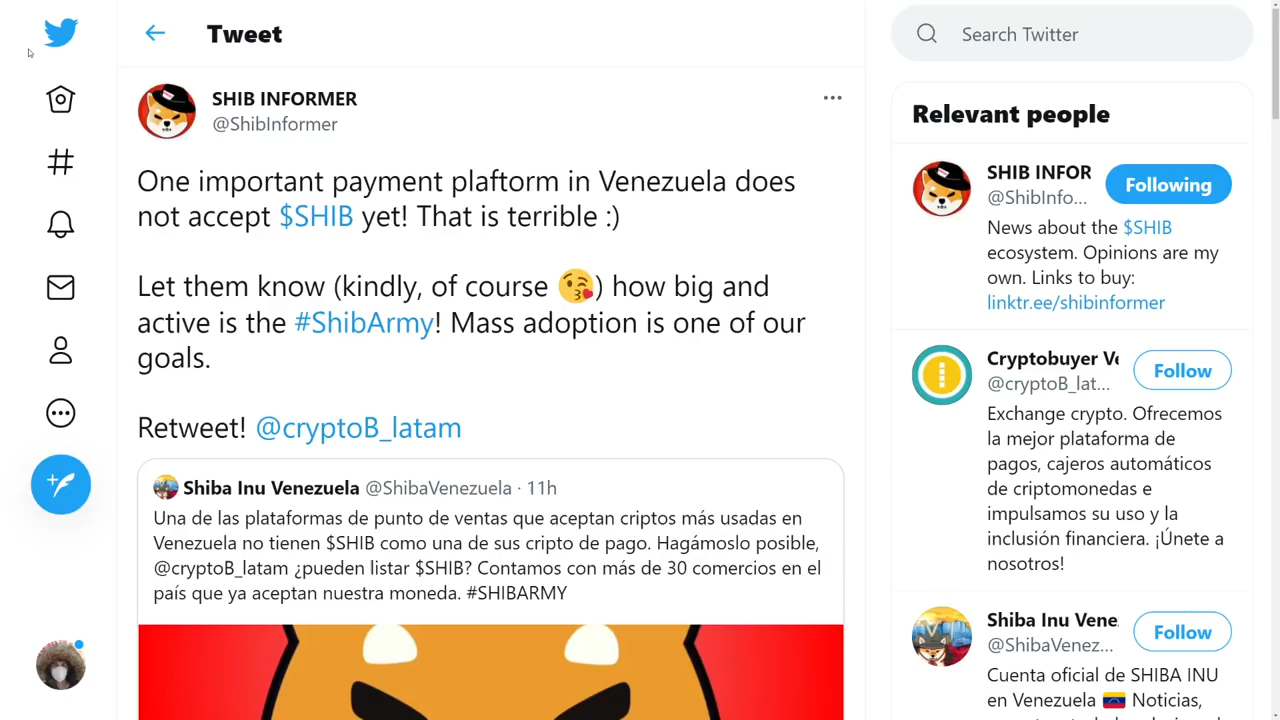 Tweet
SHIB INFORMER
@ShibInformer
One important payment plaftorm in Venezuela does
not accept $SHIB yet! That is terrible :)
Let them know (kindly, of course 😘) how big and
active is the #ShibArmy! Mass adoption is one of our
goals.
Retweet! @cryptoB_latam
Shiba Inu Venezuela @ShibaVenezuela · 11h
Una de las plataformas de punto de ventas que aceptan criptos más usadas en
Venezuela no tienen $SHIB como una de sus cripto de pago. Hagámoslo posible,
@cryptoB_latam ¿pueden listar $SHIB? Contamos con más de 30 comercios en el
país que ya aceptan nuestra moneda. #SHIBARMY
Search Twitter
Relevant people
SHIB INFOR
@ShibInfo...
Following
News about the $SHIB
ecosystem. Opinions are my
own. Links to buy:
linktr.ee/shibinformer
Cryptobuyer Ve
@cryptoB_lat...
Follow
Exchange crypto. Ofrecemos
la mejor plataforma de
pagos, cajeros automáticos
de criptomonedas e
impulsamos su uso y la
inclusión financiera. ¡Únete a
nosotros!
Shiba Inu Vene
@ShibaVenez...
Follow
Cuenta oficial de SHIBA INU
en Venezuela 🇻🇪 Noticias,